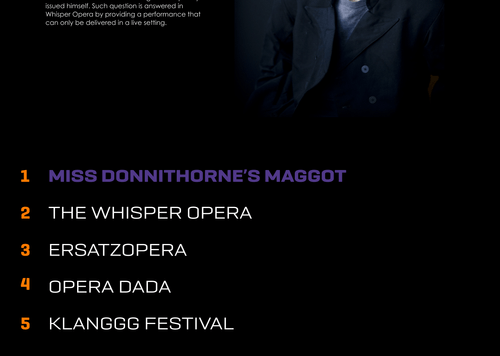 issued himself. Such question is answered in
Whisper Opera by providing a performance that
can only be delivered in a live setting.
1 MISS DONNITHORNE'S MAGGOT
2 THE WHISPER OPERA
3 ERSATZOPERA
4 OPERA DADA
5 KLANGGG FESTIVAL